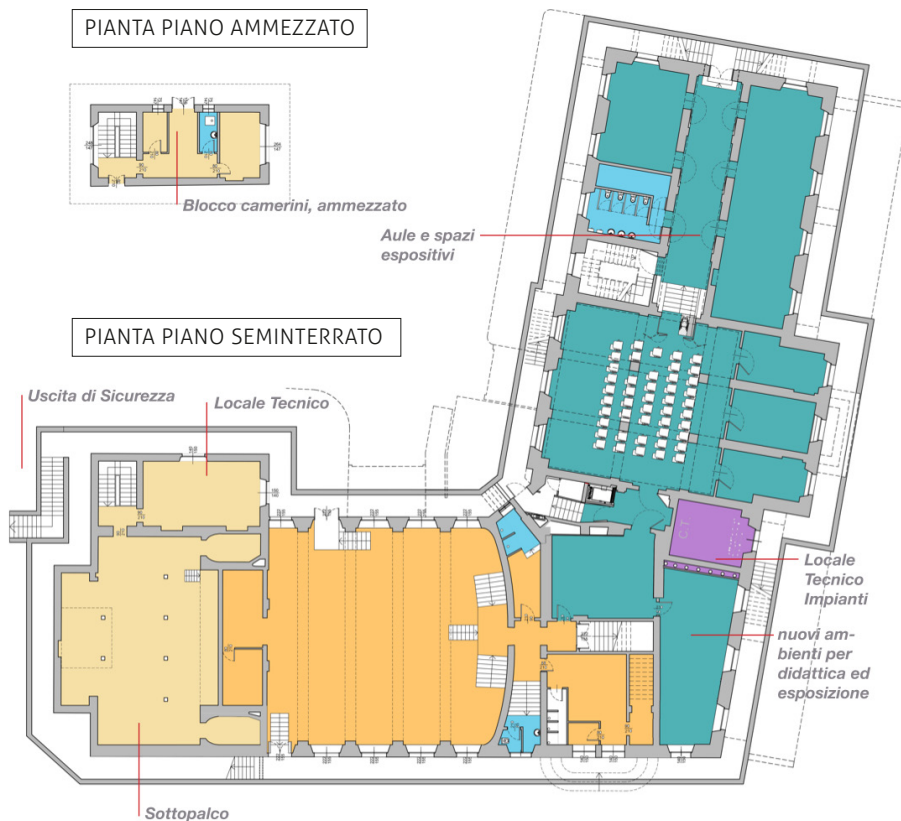 PIANTA PIANO AMMEZZATO
Blocco camerini, ammezzato
Aule e spazi
espositivi
PIANTA PIANO SEMINTERRATO
Uscita di Sicurezza
Locale Tecnico
CT
Locale
Tecnico
Impianti
nuovi am-
bienti per
didattica ed
esposizione
Sottopalco